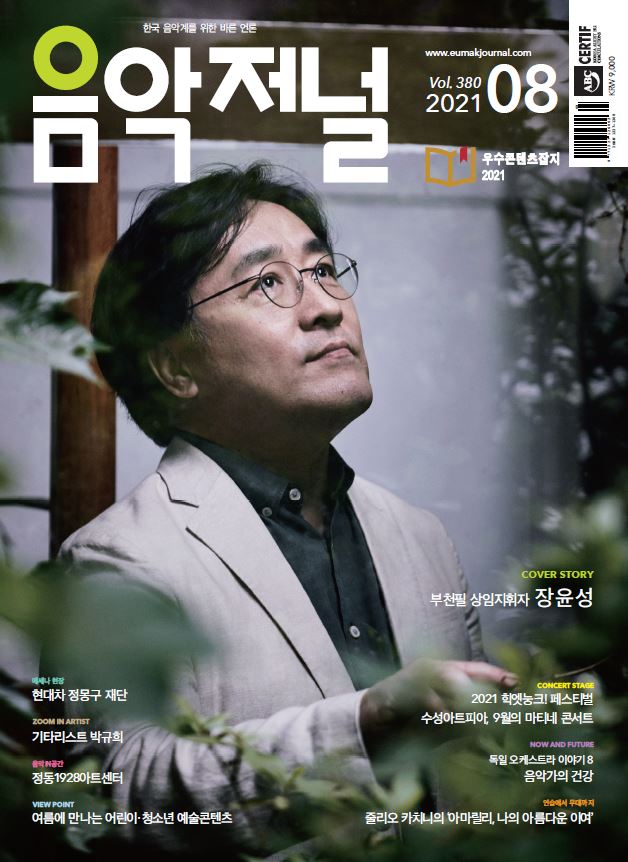 한국 음악계를 위한 바른 언론
음악저널
www.eumakjournal.com
Vol. 380
2021 08
우수콘텐츠잡지
2021
ABC
CERTIF
KRW 9,000
COVER STORY
부천필 상임지휘자 장윤성
메세나 현장
현대차 정몽구 재단
ZOOM IN ARTIST
기타리스트 박규희
음악 IN공간
정동1928아트센터
VIEW POINT
여름에 만나는 어린이·청소년 예술콘텐츠
CONCERT STAGE
2021 힉엣눙크! 페스티벌
수성아트피아, 9월의 마티네 콘서트
NOW AND FUTURE
독일 오케스트라 이야기 8
음악가의 건강
연습에서 무대까지
줄리오 카치니의 '아마릴리, 나의 아름다운 이여'